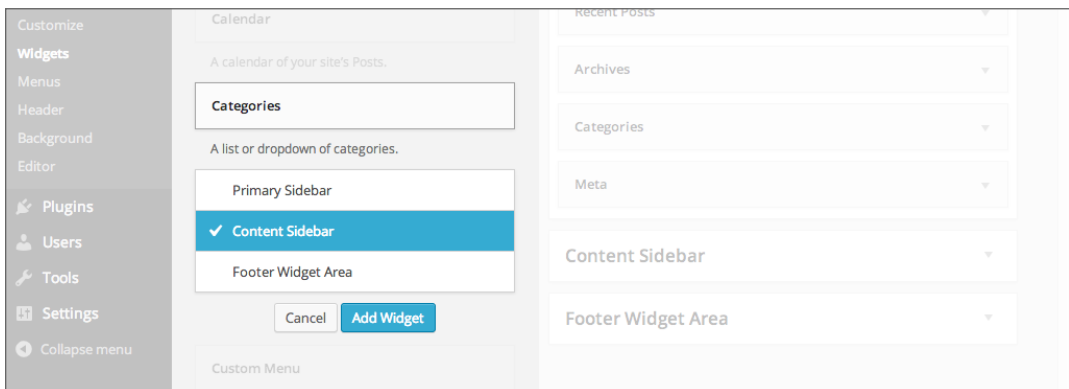 Customize
Widgets
Menus
Header
Background
Editor
Plugins
Users
Tools
Settings
Collapse menu
Calendar
A calendar of your site's Posts.
Categories
A list or dropdown of categories.
Primary Sidebar
Content Sidebar
Footer Widget Area
Cancel
Add Widget
Custom Menu
Recent Posts
Archives
Categories
Meta
Content Sidebar
Footer Widget Area